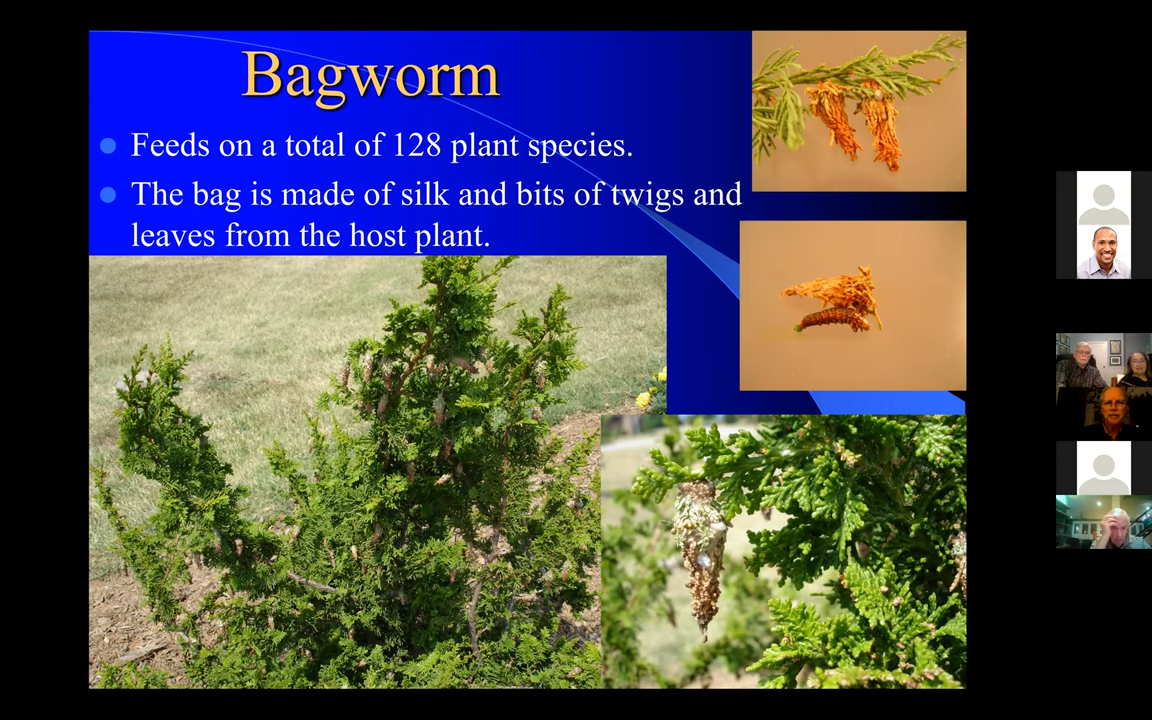 Bagworm
Feeds on a total of 128 plant species.
The bag is made of silk and bits of twigs and
leaves from the host plant.